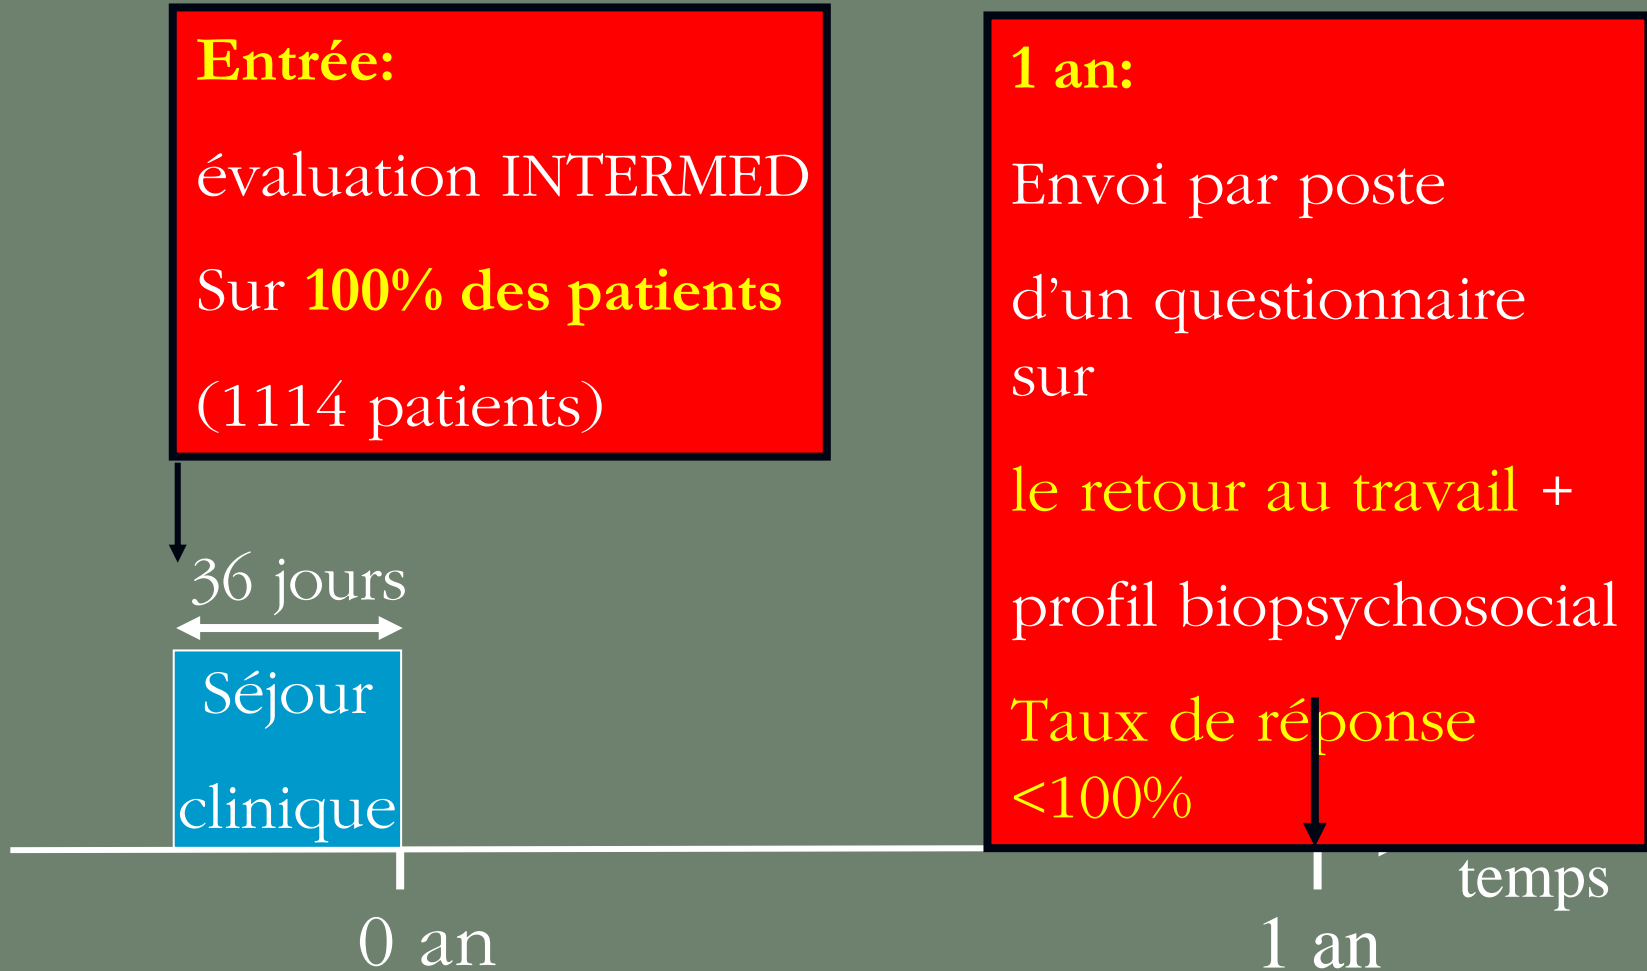 Entrée:
évaluation INTERMED
Sur 100% des patients
(1114 patients)
36 jours
Séjour
clinique
0 an
1 an:
Envoi par poste
d’un questionnaire
sur
le retour au travail +
profil biopsychosocial
Taux de réponse
<100%
temps
1 an